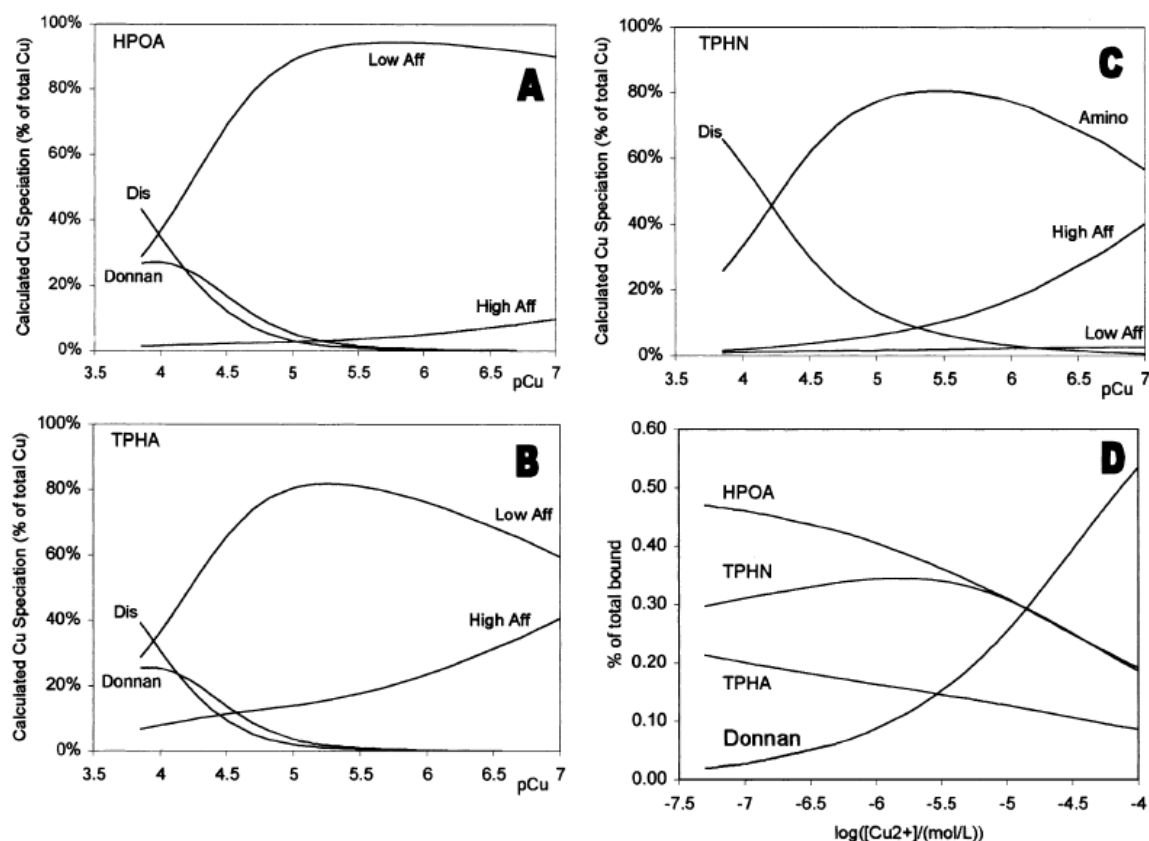 Calculated Cu Speciation (% of total Cu)
100%
80%
60%
40%
20%
0%
HPOA
A
Low Aff
Dis
Donnan
High Aff
3.5 4 4.5 5 5.5 6 6.5 7
pCu
Calculated Cu Speciation (% of total Cu)
100%
80%
60%
40%
20%
0%
TPHA
B
Low Aff
Dis
High Aff
Donnan
3.5 4 4.5 5 5.5 6 6.5 7
pCu
Calculated Cu Speciation (% of total Cu)
100%
80%
60%
40%
20%
0%
TPHN
C
Amino
Dis
High Aff
Low Aff
3.5 4 4.5 5 5.5 6 6.5 7
pCu
% of total bound
0.60
0.50
0.40
0.30
0.20
0.10
0.00
D
HPOA
TPHN
TPHA
Donnan
-7.5 -7 -6.5 -6 -5.5 -5 -4.5 -4
log([Cu2+]/(mol/L))